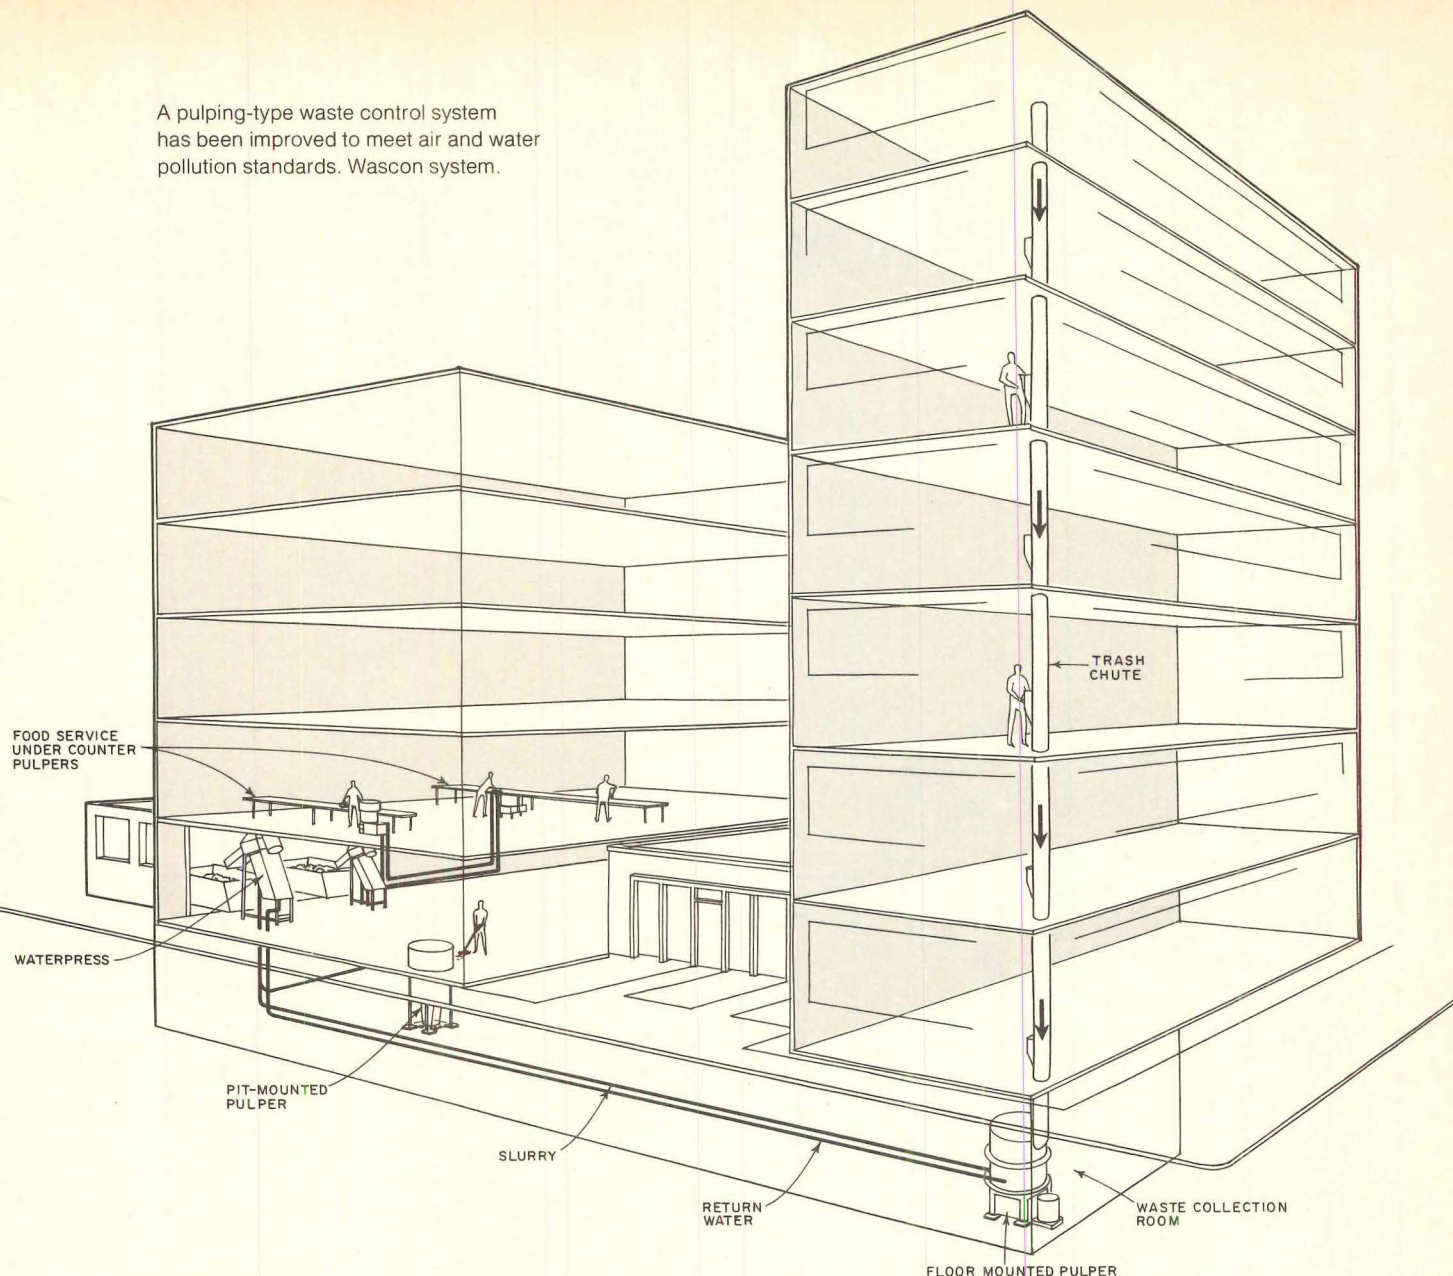 A pulping-type waste control system
has been improved to meet air and water
pollution standards. Wascon system.
TRASH
CHUTE
FOOD SERVICE
UNDER COUNTER
PULPERS
WATERPRESS
PIT-MOUNTED
PULPER
SLURRY
RETURN
WATER
WASTE COLLECTION
ROOM
FLOOR MOUNTED PULPER